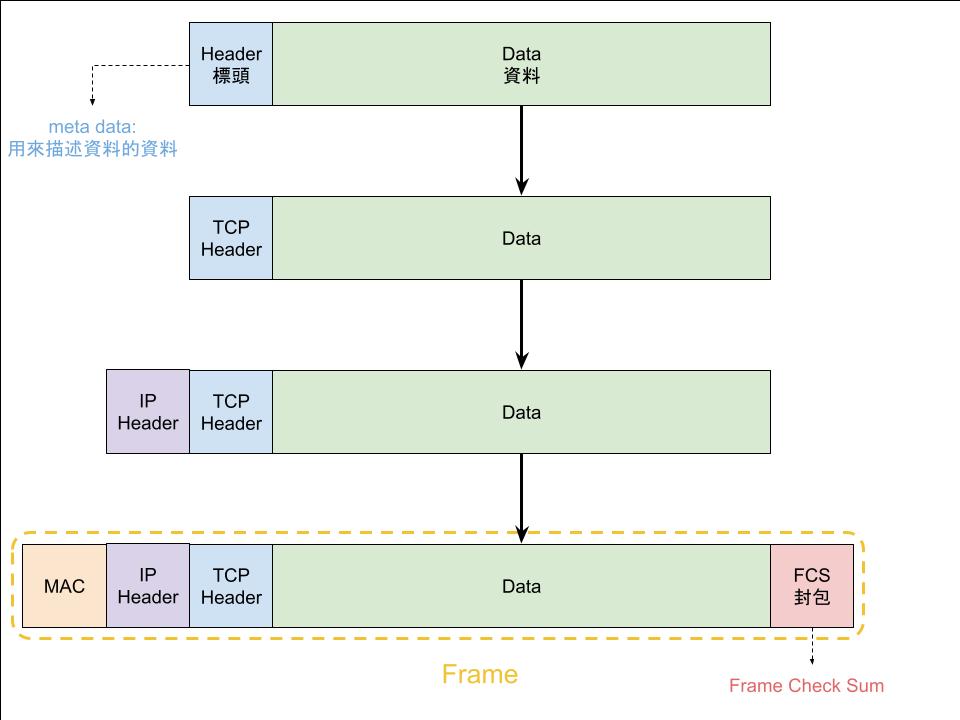 Header
標頭
Data
資料
meta data:
用來描述資料的資料
TCP
Header
Data
IP
Header
TCP
Header
Data
MAC
IP
Header
TCP
Header
Data
FCS
封包
Frame
Frame Check Sum